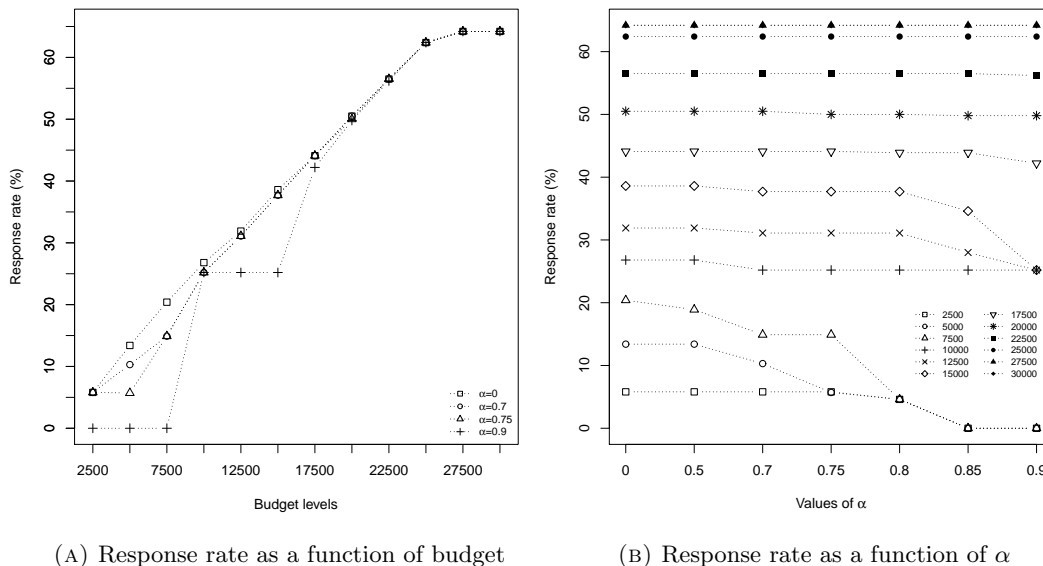 Response rate (%)
0
10
20
30
40
50
60
α=0
α=0.7
α=0.75
α=0.9
2500 7500 12500 17500 22500 27500
Budget levels
(A) Response rate as a function of budget
Response rate (%)
0
10
20
30
40
50
60
2500 17500
5000 20000
7500 22500
10000 25000
12500 27500
15000 30000
0 0.5 0.7 0.75 0.8 0.85 0.9
Values of α
(B) Response rate as a function of α